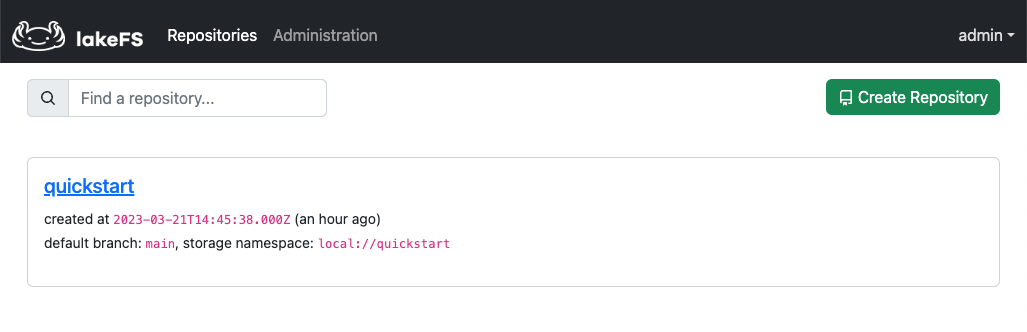 lakeFS Repositories Administration admin
Find a repository... Create Repository
quickstart
created at 2023-03-21T14:45:38.000Z (an hour ago)
default branch: main, storage namespace: local://quickstart